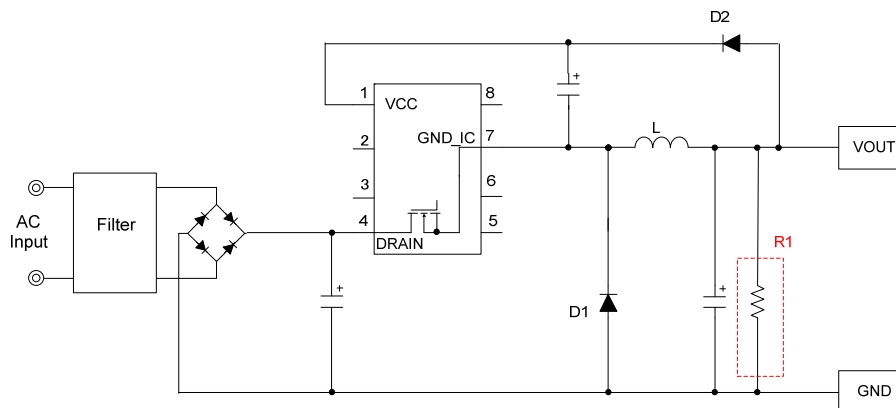 D2
1
VCC
8
2
GND_IC
7
L
VOUT
3
6
AC
Input
Filter
4
DRAIN
5
R1
D1
+
+
+
GND